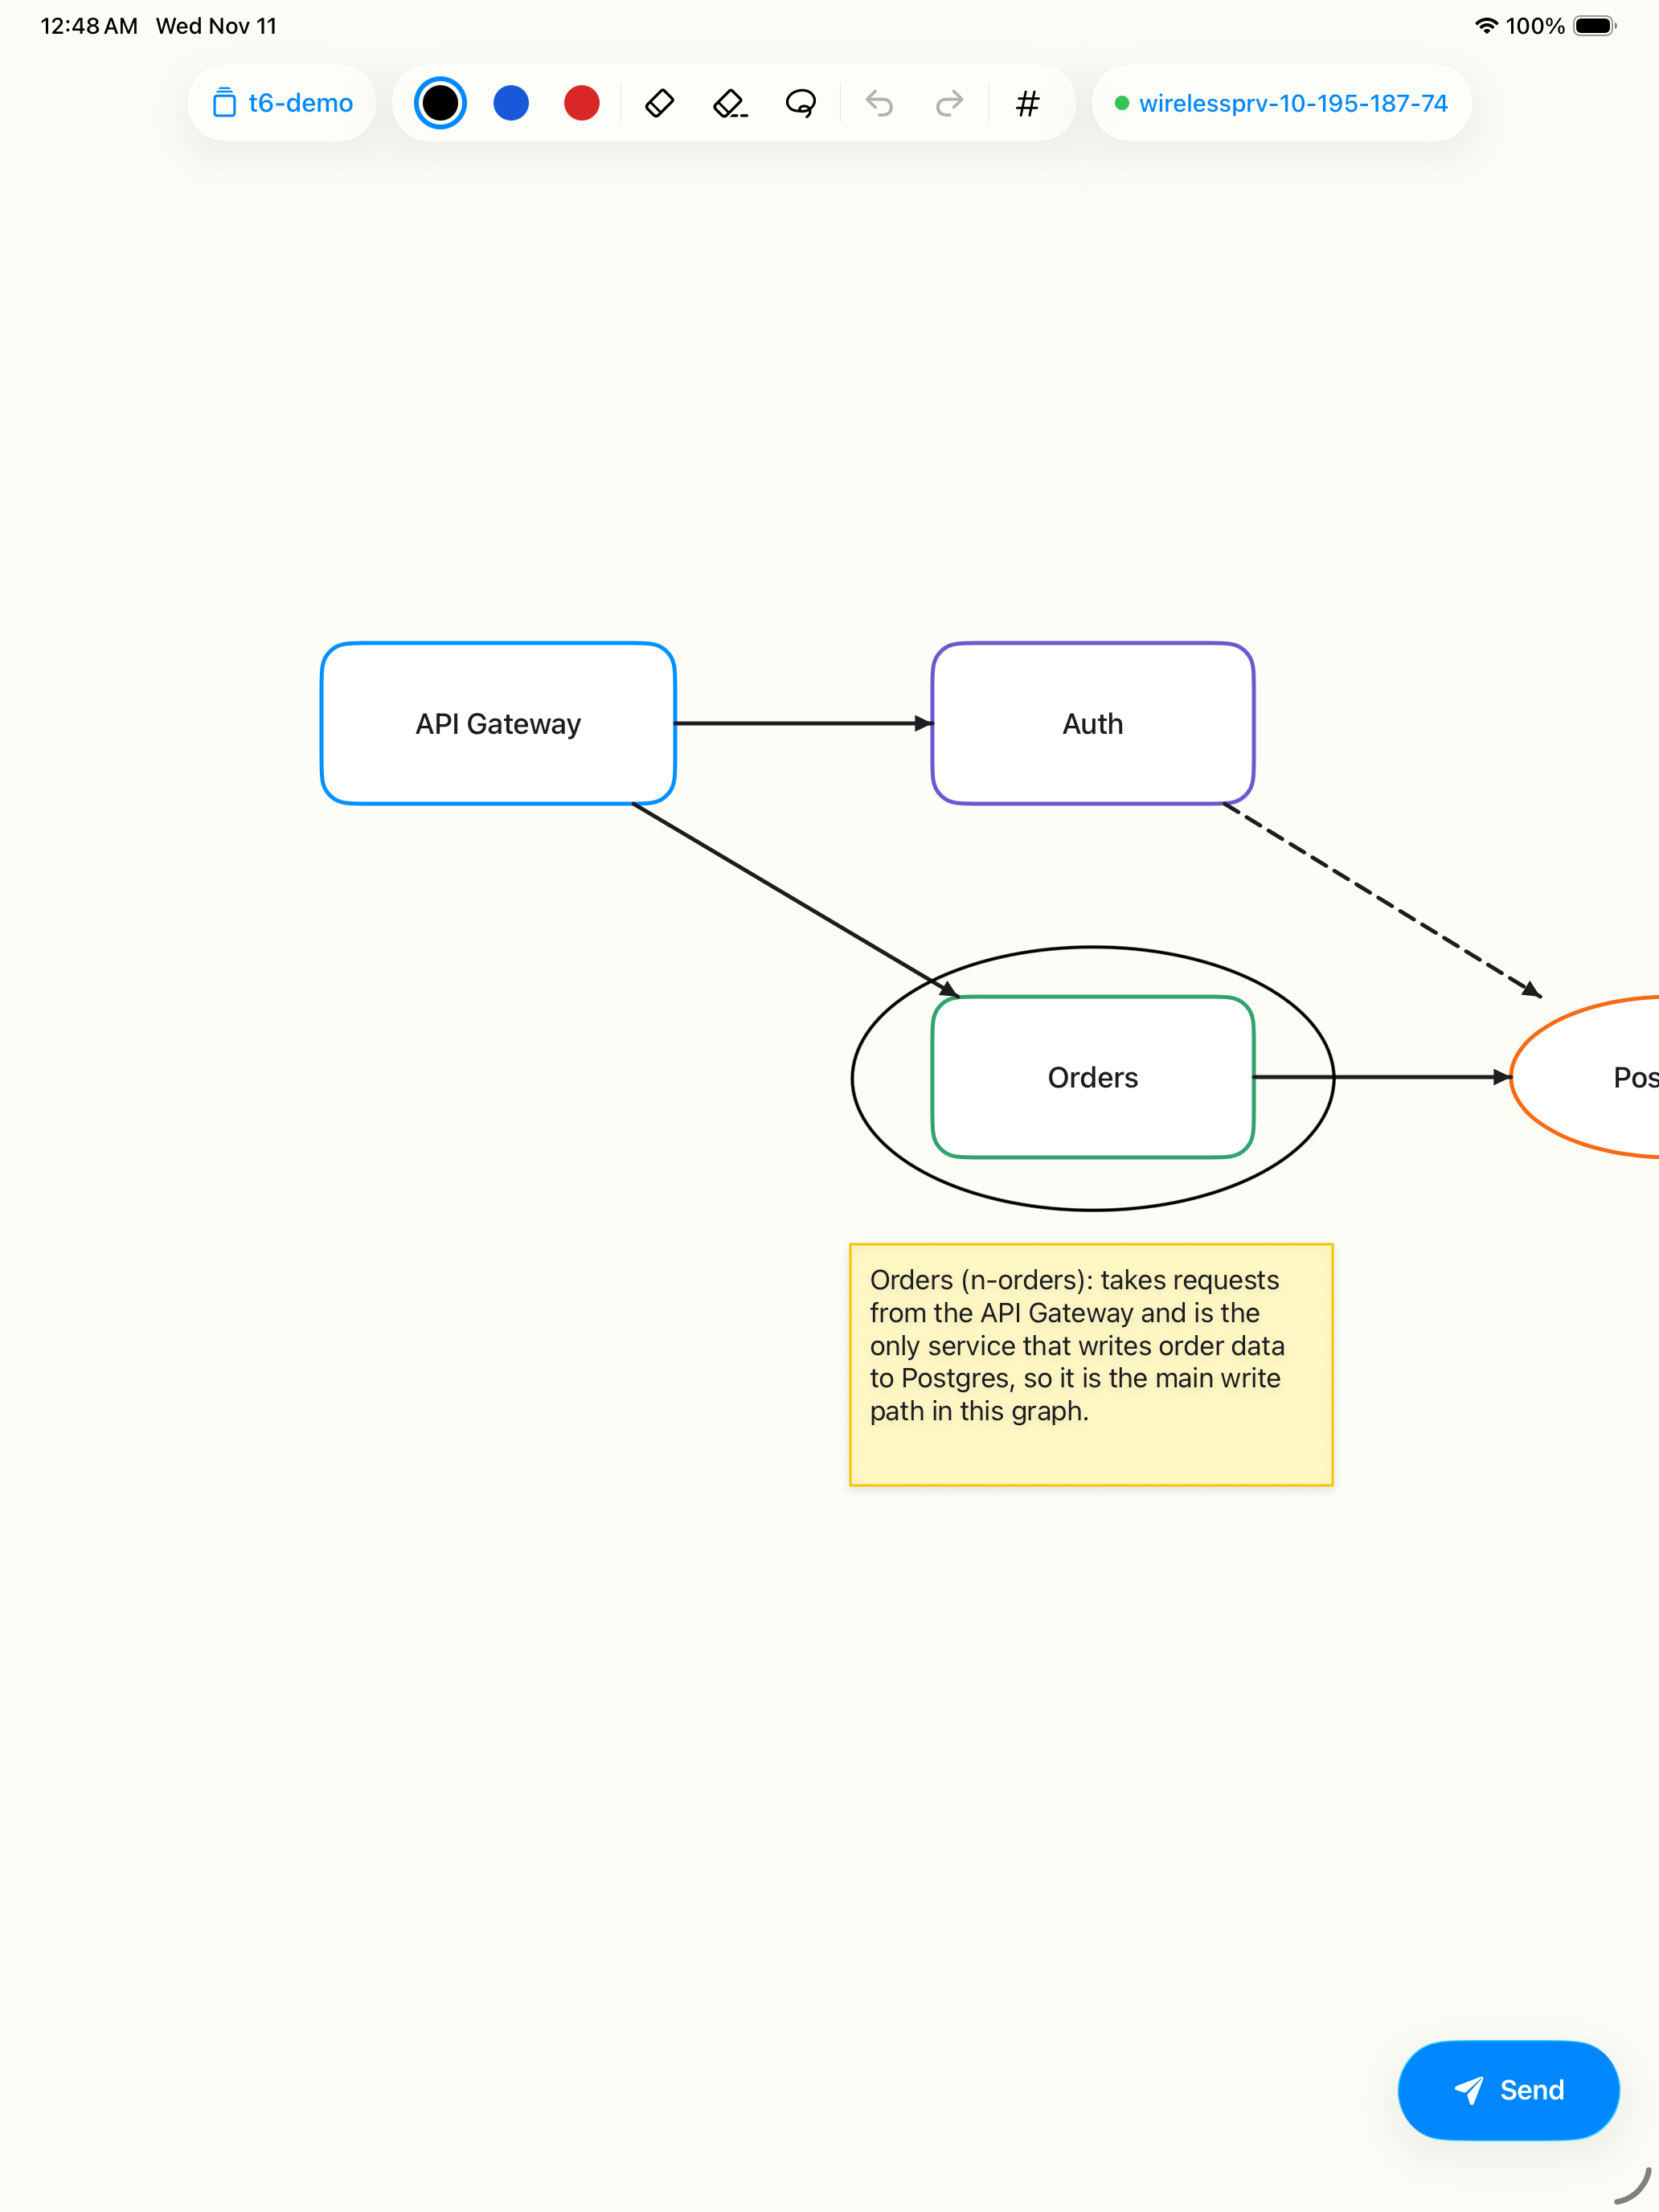 12:48 AM Wed Nov 11
100%
t6-demo
wirelessprv-10-195-187-74
API Gateway
Auth
Orders
Pos
Orders (n-orders): takes requests
from the API Gateway and is the
only service that writes order data
to Postgres, so it is the main write
path in this graph.
Send